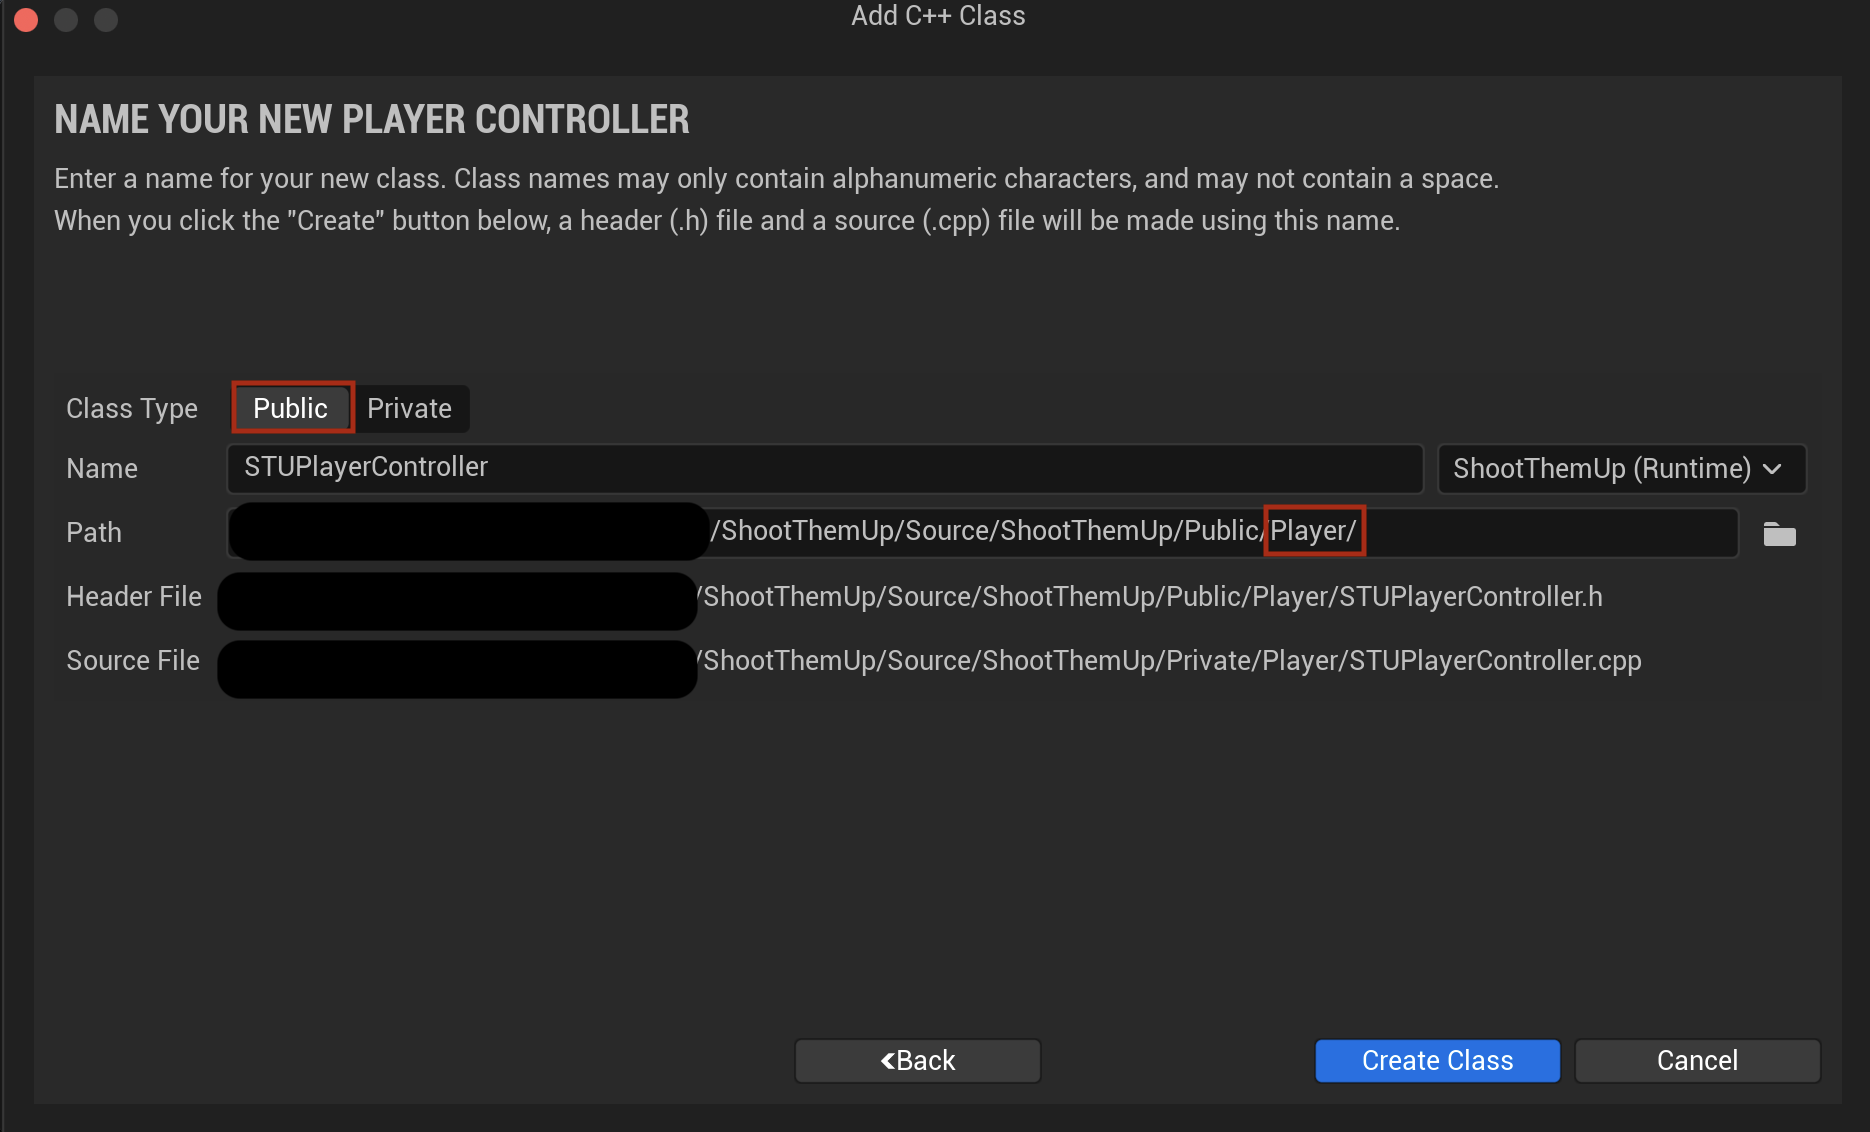 Add C++ Class
NAME YOUR NEW PLAYER CONTROLLER
Enter a name for your new class. Class names may only contain alphanumeric characters, and may not contain a space.
When you click the "Create" button below, a header (.h) file and a source (.cpp) file will be made using this name.
Class Type Public Private
Name STUPlayerController ShootThemUp (Runtime)
Path /ShootThemUp/Source/ShootThemUp/Public/Player/
Header File /ShootThemUp/Source/ShootThemUp/Public/Player/STUPlayerController.h
Source File /ShootThemUp/Source/ShootThemUp/Private/Player/STUPlayerController.cpp
Back Create Class Cancel